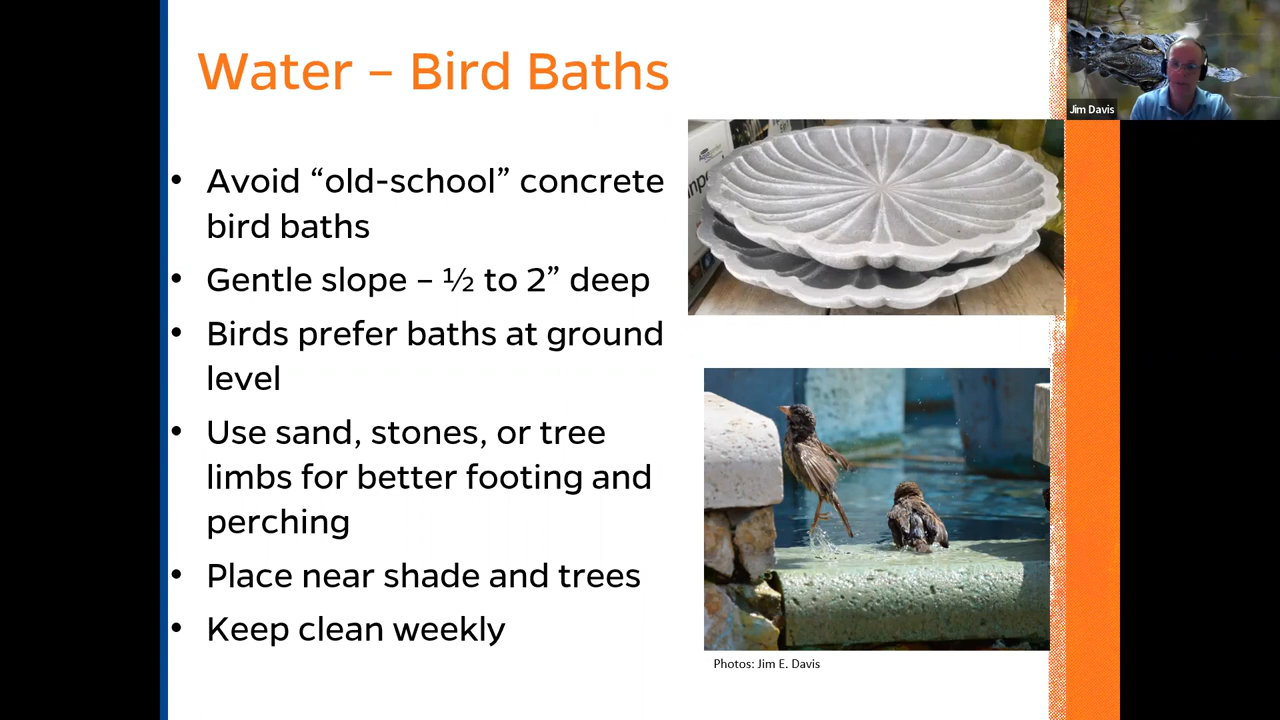 Water – Bird Baths
Jim Davis
• Avoid “old-school” concrete
bird baths
• Gentle slope – ½ to 2” deep
• Birds prefer baths at ground
level
• Use sand, stones, or tree
limbs for better footing and
perching
• Place near shade and trees
• Keep clean weekly
Photos: Jim E. Davis